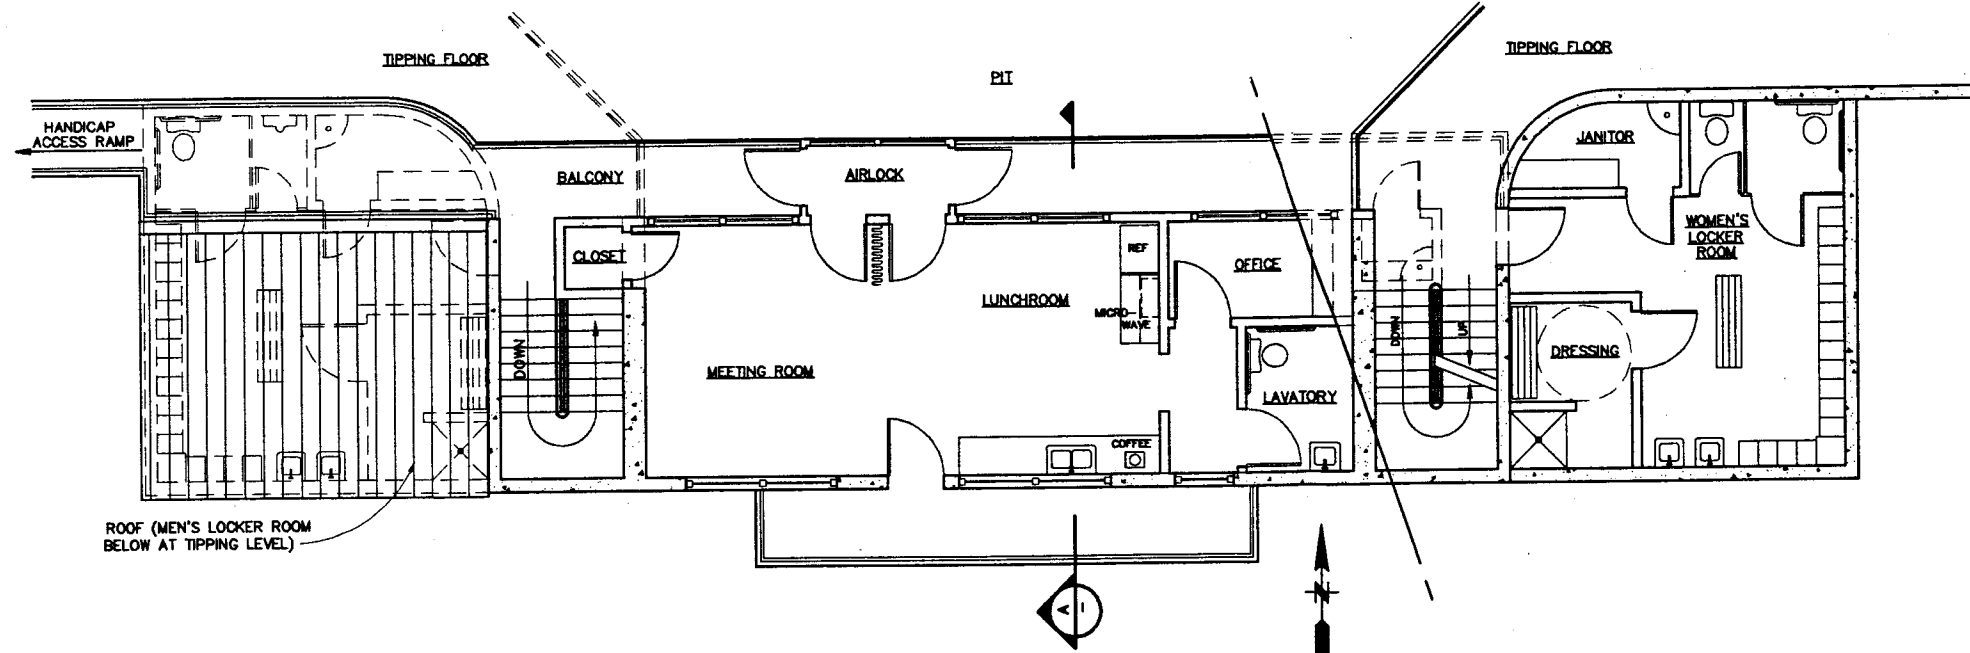 TIPPING FLOOR
PIT
TIPPING FLOOR
HANDICAP
ACCESS RAMP
BALCONY
AIRLOCK
JANITOR
CLOSET
REF
OFFICE
WOMEN'S
LOCKER
ROOM
LUNCHROOM
MICRO-
WAVE
DOWN
DOWN
UP
MEETING ROOM
DRESSING
LAVATORY
COFFEE
ROOF (MEN'S LOCKER ROOM
BELOW AT TIPPING LEVEL)
A
–
N